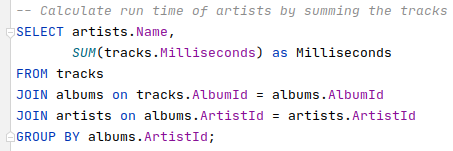 -- Calculate run time of artists by summing the tracks
SELECT artists.Name,
       SUM(tracks.Milliseconds) as Milliseconds
FROM tracks
JOIN albums on tracks.AlbumId = albums.AlbumId
JOIN artists on albums.ArtistId = artists.ArtistId
GROUP BY albums.ArtistId;